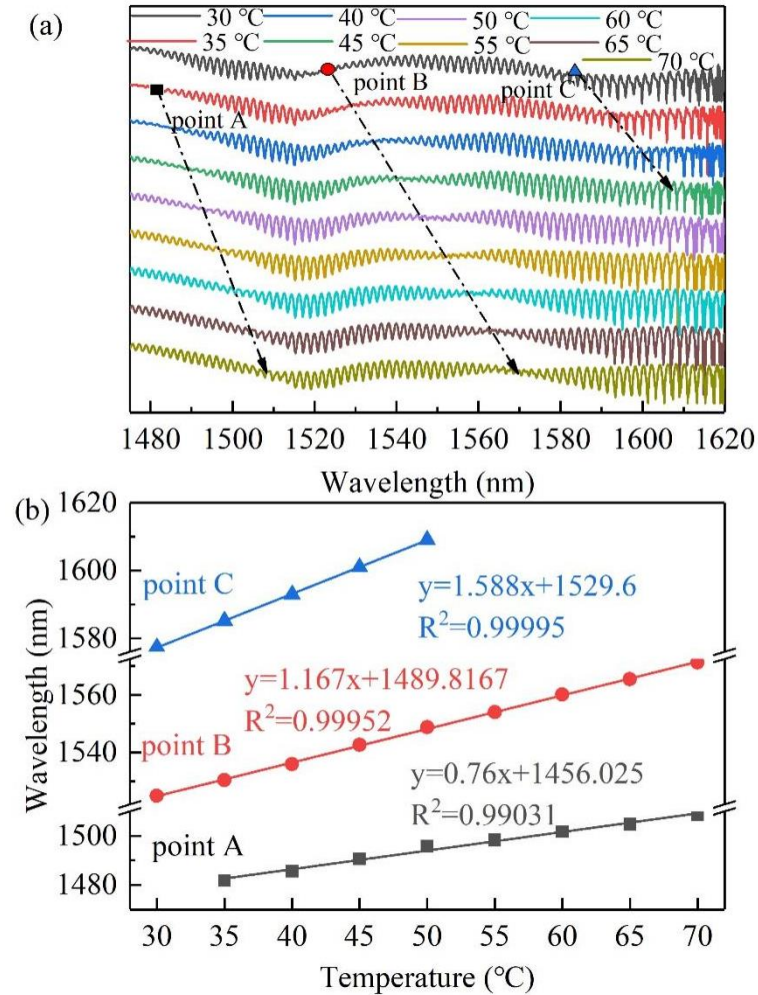 (a)
30 ℃ 40 ℃ 50 ℃ 60 ℃
35 ℃ 45 ℃ 55 ℃ 65 ℃
70 ℃
point B
point C
point A
1480 1500 1520 1540 1560 1580 1600 1620
Wavelength (nm)
(b)
1620
1600
1580
1560
1540
1500
1480
Wavelength (nm)
point C
y=1.588x+1529.6
R²=0.99995
y=1.167x+1489.8167
R²=0.99952
point B
y=0.76x+1456.025
R²=0.99031
point A
30 35 40 45 50 55 60 65 70
Temperature (℃)